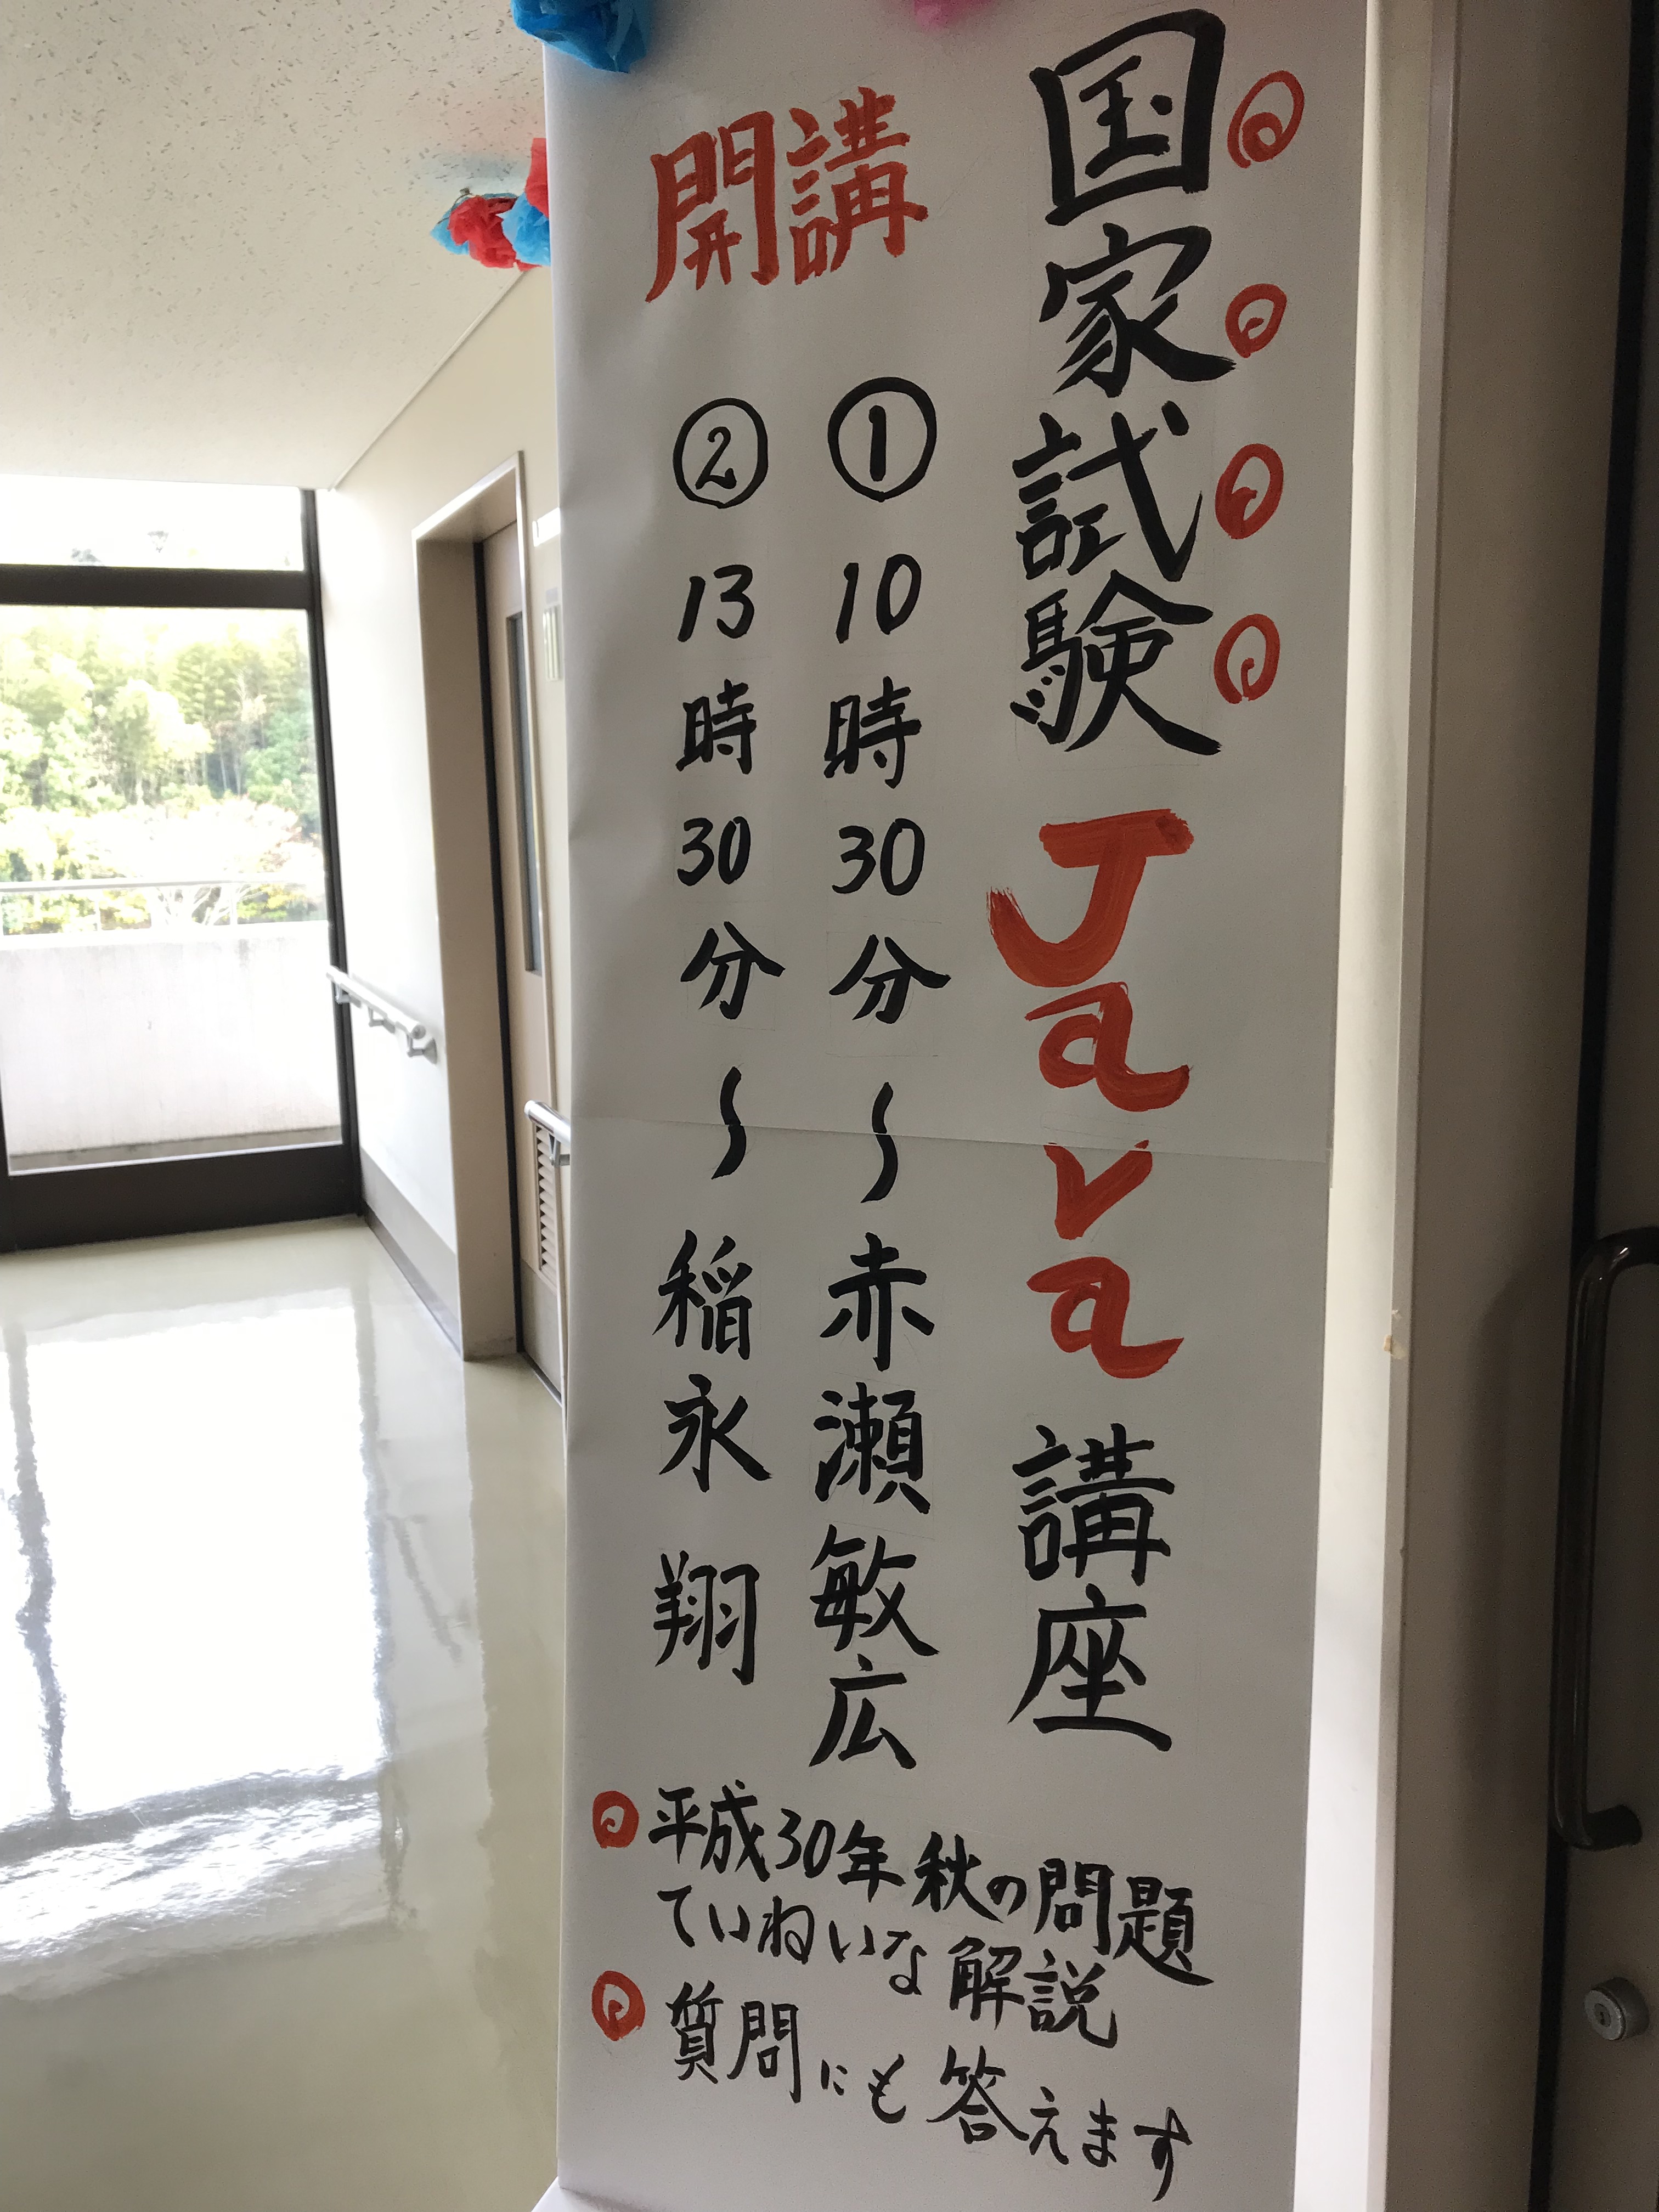 国家試験 Java 講座
開講
① 10時30分〜 赤瀬敏広
② 13時30分〜 稲永 翔
平成30年秋の問題
ていねいな解説
質問にも答えます